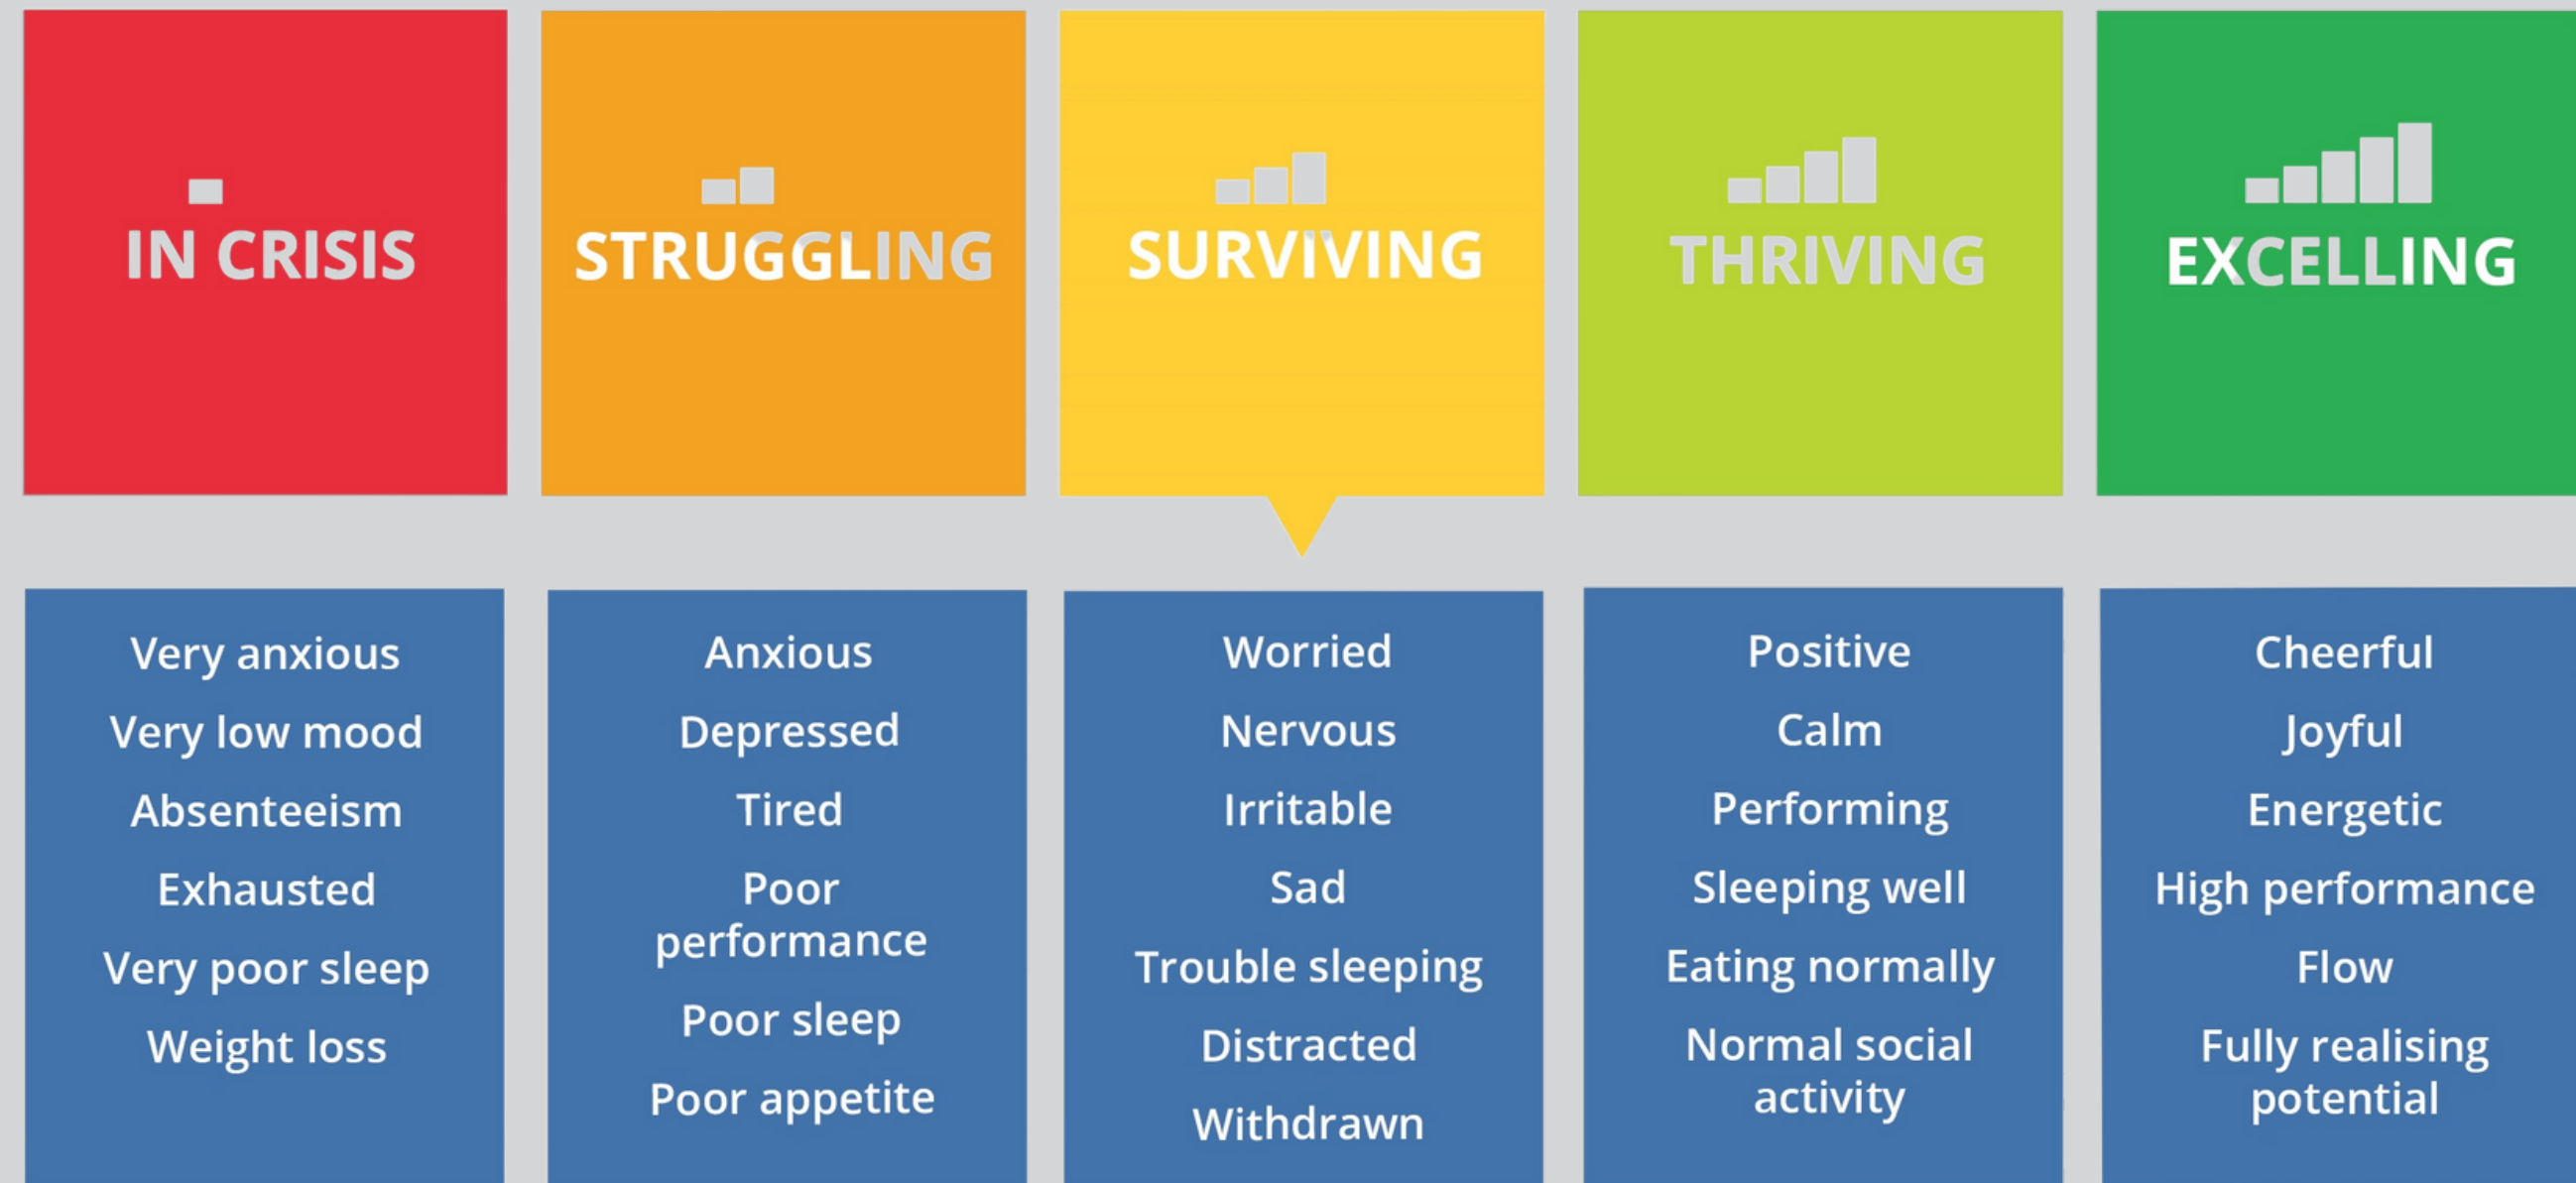 IN CRISIS
STRUGGLING
SURVIVING
THRIVING
EXCELLING
Very anxious
Very low mood
Absenteeism
Exhausted
Very poor sleep
Weight loss
Anxious
Depressed
Tired
Poor
performance
Poor sleep
Poor appetite
Worried
Nervous
Irritable
Sad
Trouble sleeping
Distracted
Withdrawn
Positive
Calm
Performing
Sleeping well
Eating normally
Normal social
activity
Cheerful
Joyful
Energetic
High performance
Flow
Fully realising
potential